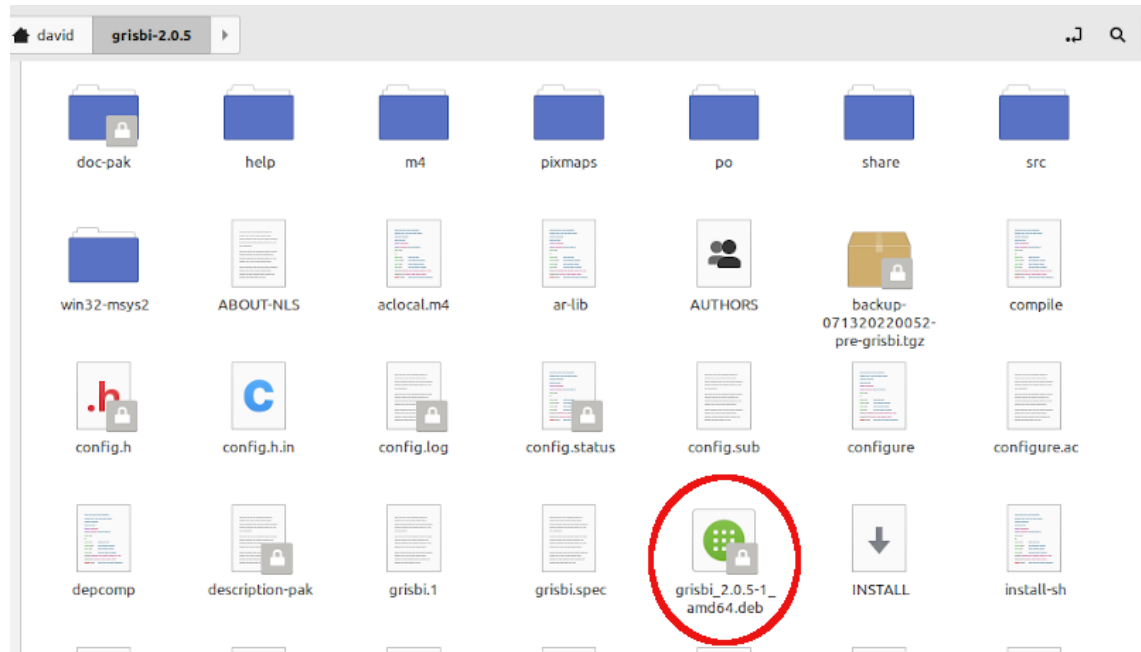 david grisbi-2.0.5
doc-pak help m4 pixmaps po share src
win32-msys2 ABOUT-NLS aclocal.m4 ar-lib AUTHORS backup- compile
071320220052-
pre-grisbi.tgz
.h C
config.h config.h.in config.log config.status config.sub configure configure.ac
depcomp description-pak grisbi.1 grisbi.spec grisbi_2.0.5-1_ INSTALL install-sh
amd64.deb